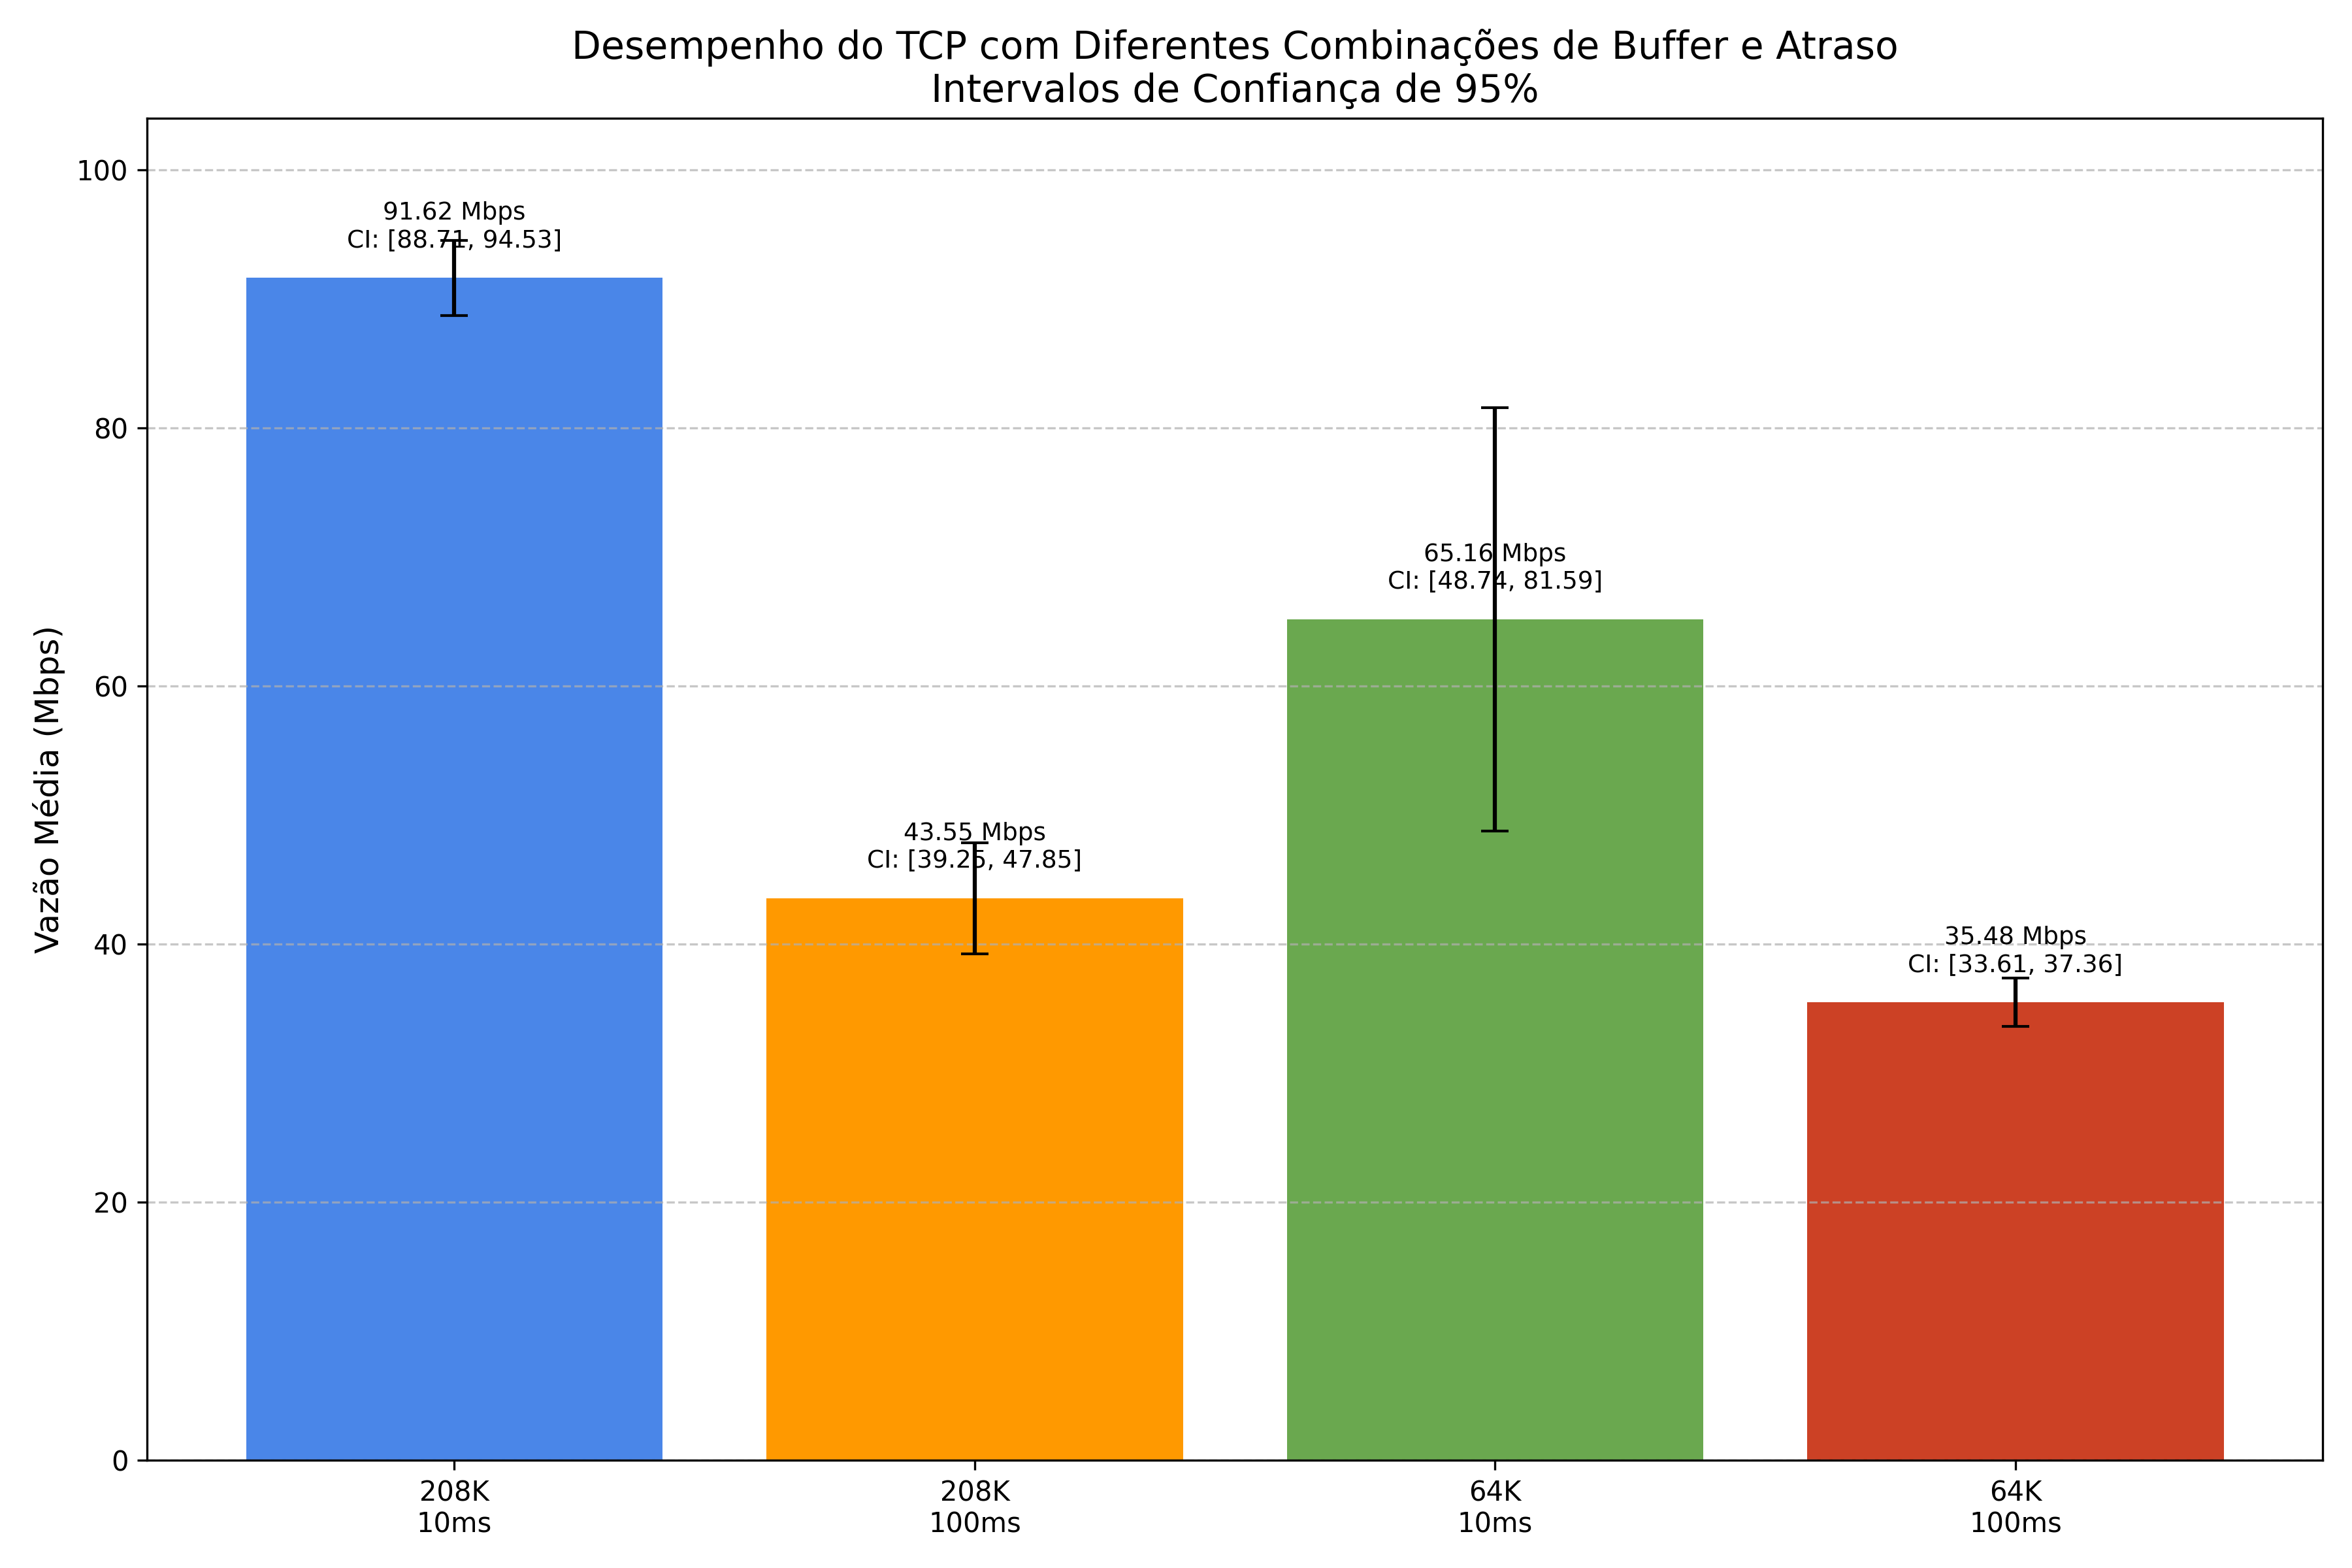 Desempenho do TCP com Diferentes Combinações de Buffer e Atraso
Intervalos de Confiança de 95%
Vazão Média (Mbps)
100
80
60
40
20
0
91.62 Mbps
CI: [88.71, 94.53]
43.55 Mbps
CI: [39.25, 47.85]
65.16 Mbps
CI: [48.74, 81.59]
35.48 Mbps
CI: [33.61, 37.36]
208K
10ms
208K
100ms
64K
10ms
64K
100ms